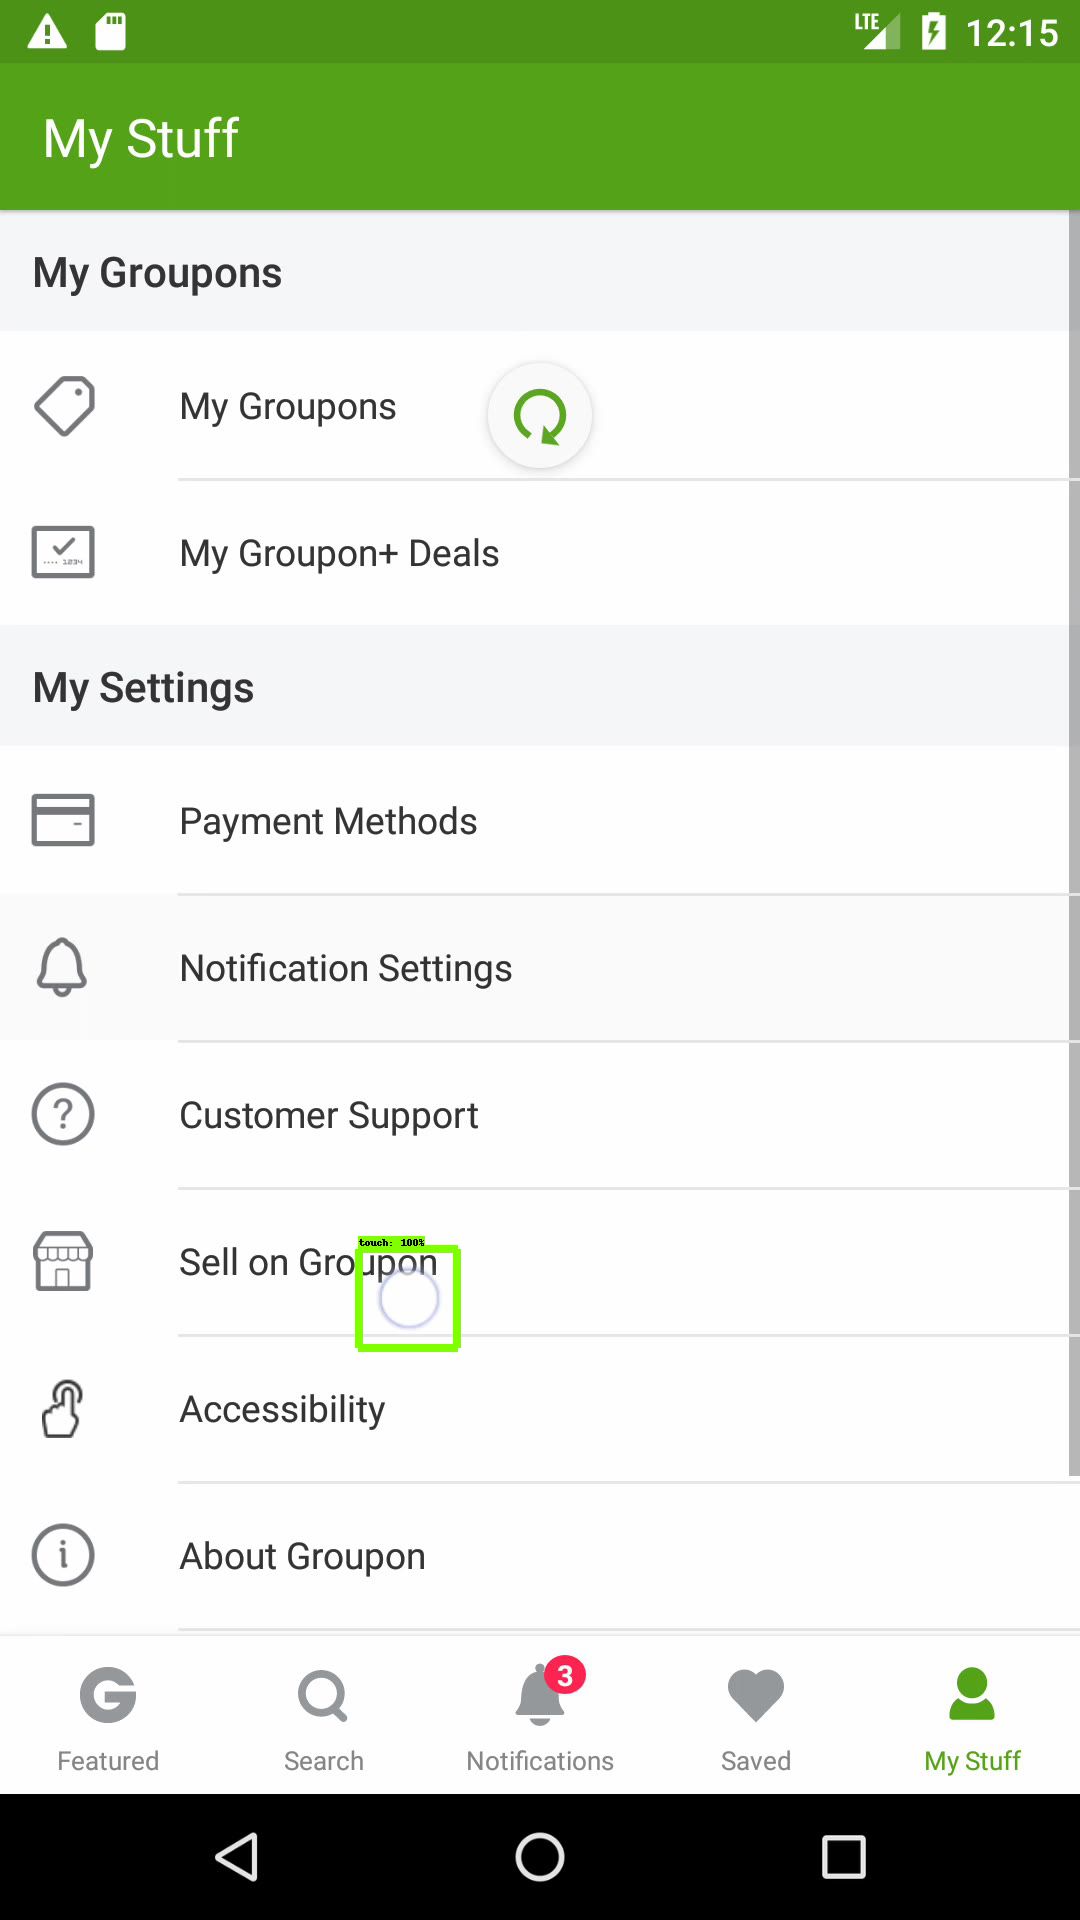 LTE 12:15
My Stuff
My Groupons
My Groupons
My Groupon+ Deals
1234
My Settings
Payment Methods
Notification Settings
Customer Support
touch: 100%
Sell on Groupon
Accessibility
About Groupon
3
Featured
Search
Notifications
Saved
My Stuff